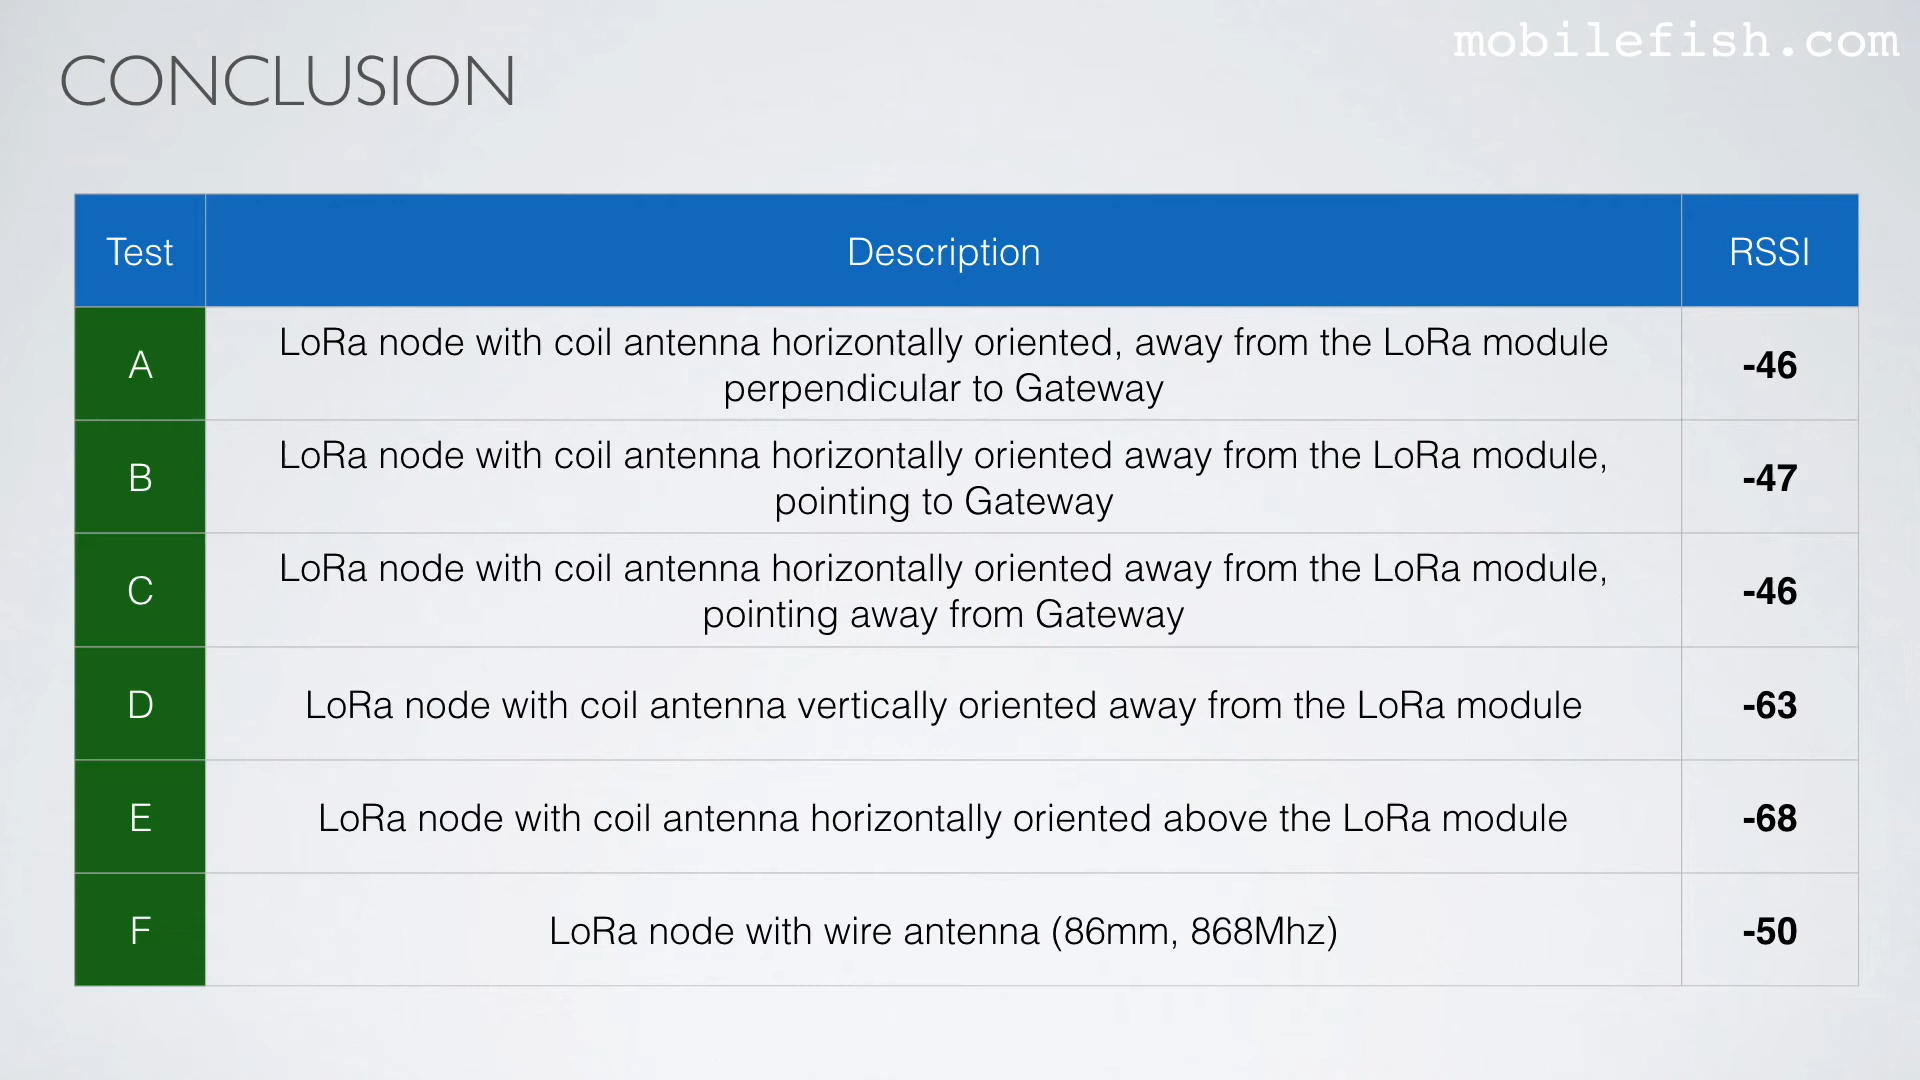 mobilefish.com
CONCLUSION
Test Description RSSI
A LoRa node with coil antenna horizontally oriented, away from the LoRa module
perpendicular to Gateway -46
B LoRa node with coil antenna horizontally oriented away from the LoRa module,
pointing to Gateway -47
C LoRa node with coil antenna horizontally oriented away from the LoRa module,
pointing away from Gateway -46
D LoRa node with coil antenna vertically oriented away from the LoRa module -63
E LoRa node with coil antenna horizontally oriented above the LoRa module -68
F LoRa node with wire antenna (86mm, 868Mhz) -50